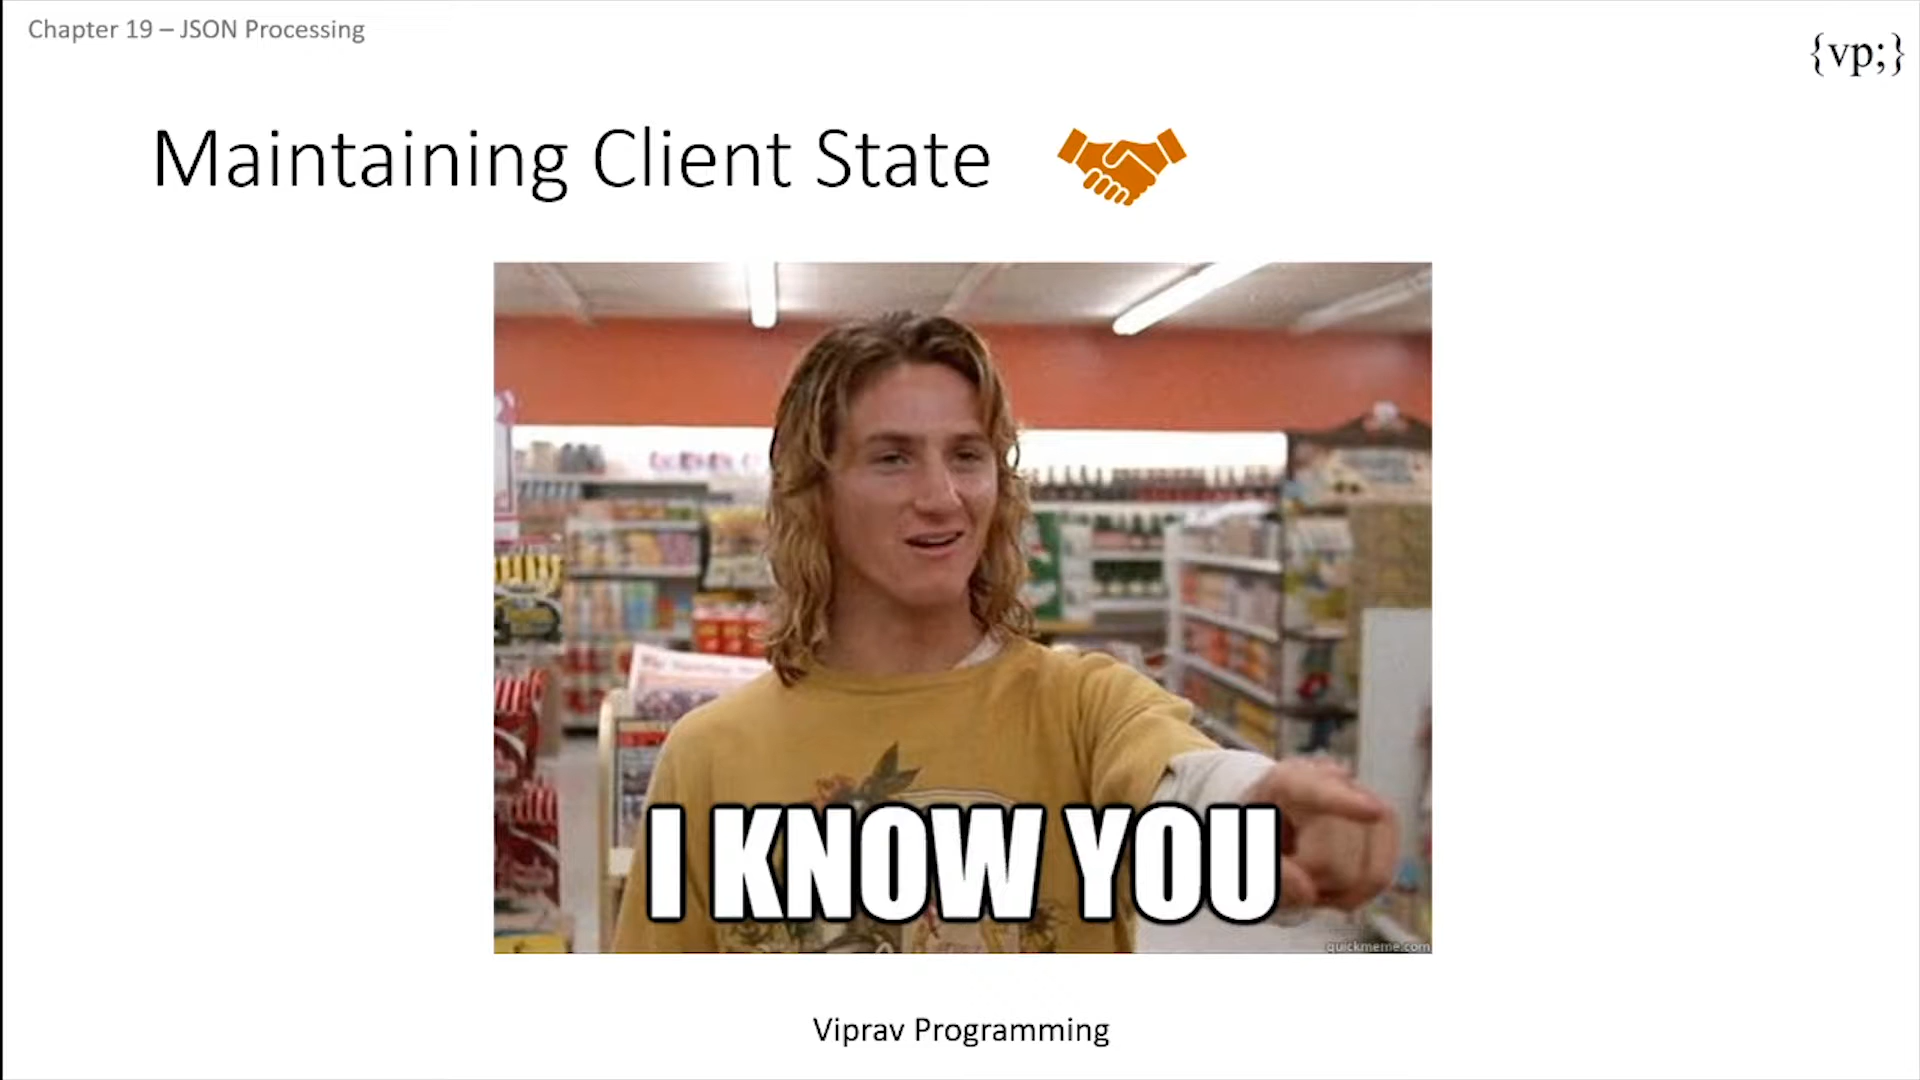 Chapter 19 – JSON Processing
{vp;}
Maintaining Client State
I KNOW YOU
quickmeme.com
Viprav Programming